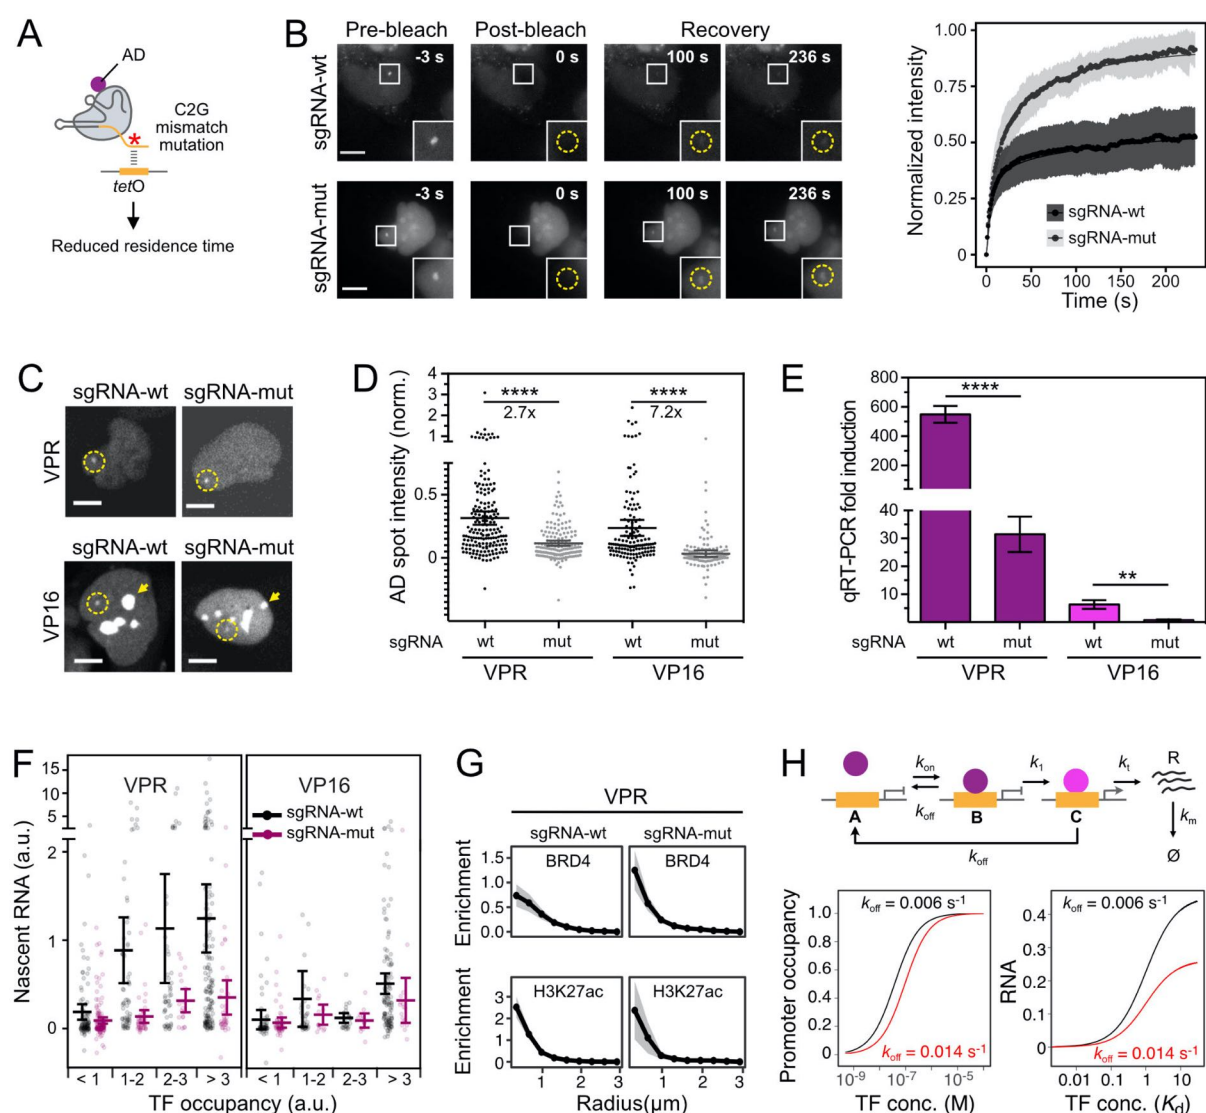 A
AD
C2G
mismatch
mutation
*
tetO
Reduced residence time
B
Pre-bleach Post-bleach Recovery
sgRNA-wt
-3 s 0 s 100 s 236 s
sgRNA-mut
-3 s 0 s 100 s 236 s
Normalized intensity
1.00
0.75
0.50
0.25
0
sgRNA-wt
sgRNA-mut
0 50 100 150 200
Time (s)
C
sgRNA-wt sgRNA-mut
VPR
sgRNA-wt sgRNA-mut
VP16
D
AD spot intensity (norm.)
4
3
2
1
0.5
0
**** ****
2.7x 7.2x
sgRNA wt mut wt mut
VPR VP16
E
qRT-PCR fold induction
800
600
400
200
40
30
20
10
****
**
sgRNA wt mut wt mut
VPR VP16
F
Nascent RNA (a.u.)
15
10
5
2
1
0
VPR VP16
sgRNA-wt
sgRNA-mut
< 1 1-2 2-3 > 3 < 1 1-2 2-3 > 3
TF occupancy (a.u.)
G
VPR
sgRNA-wt sgRNA-mut
BRD4 BRD4
Enrichment
1.5
1.0
0.5
0.0
H3K27ac H3K27ac
Enrichment
3
2
1
0
1 2 3 1 2 3
Radius(μm)
H
kon
koff
k1
kt
R
A B C
km
koff
Ø
Promoter occupancy
1.0
0.8
0.6
0.4
0.2
0
koff = 0.006 s-1
koff = 0.014 s-1
10-9 10-7 10-5
TF conc. (M)
RNA
0.4
0.2
0
koff = 0.006 s-1
koff = 0.014 s-1
0.01 0.1 1 10
TF conc. (Kd)